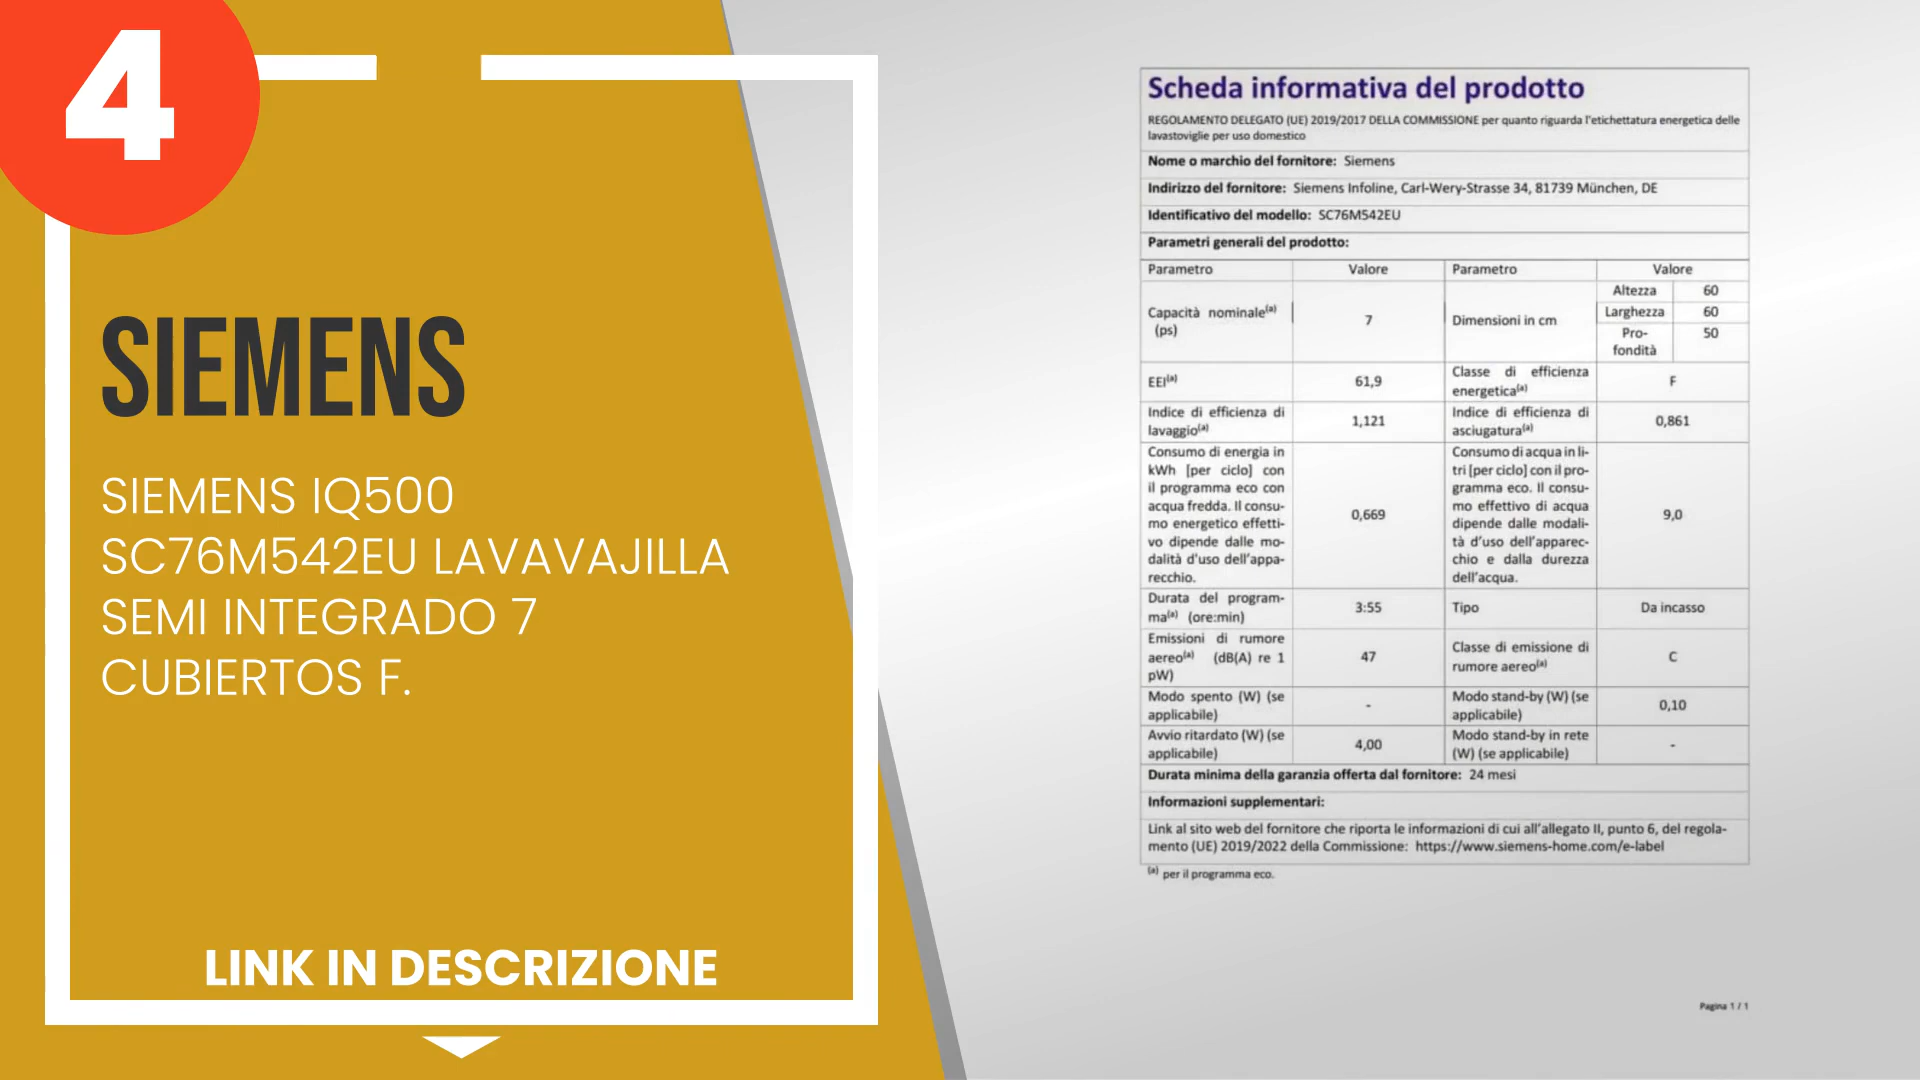 4
SIEMENS
SIEMENS IQ500
SC76M542EU LAVAVAJILLA
SEMI INTEGRADO 7
CUBIERTOS F.
LINK IN DESCRIZIONE
Scheda informativa del prodotto
REGOLAMENTO DELEGATO (UE) 2019/2017 DELLA COMMISSIONE per quanto riguarda l'etichettatura energetica delle
lavastoviglie per uso domestico
Nome o marchio del fornitore: Siemens
Indirizzo del fornitore: Siemens Infoline, Carl-Wery-Strasse 34, 81739 München, DE
Identificativo del modello: SC76M542EU
Parametri generali del prodotto:
Parametro Valore Parametro Valore
Capacità nominale(a)
(ps)
7
Dimensioni in cm
Altezza 60
Larghezza 60
Pro-
fondità
50
EEI(a)
61,9
Classe di efficienza
energetica(a)
F
Indice di efficienza di
lavaggio(a)
1,121
Indice di efficienza di
asciugatura(a)
0,861
Consumo di energia in
kWh [per ciclo] con
il programma eco con
acqua fredda. Il consu-
mo energetico effetti-
vo dipende dalle mo-
dalità d'uso dell'appa-
recchio.
0,669
Consumo di acqua in li-
tri [per ciclo] con il pro-
gramma eco. Il consu-
mo effettivo di acqua
dipende dalle modali-
tà d'uso dell'apparec-
chio e dalla durezza
dell'acqua.
9,0
Durata del program-
ma(a) (ore:min)
3:55
Tipo
Da incasso
Emissioni di rumore
aereo(a) (dB(A) re 1
pW)
47
Classe di emissione di
rumore aereo(a)
C
Modo spento (W) (se
applicabile)
-
Modo stand-by (W) (se
applicabile)
0,10
Avvio ritardato (W) (se
applicabile)
4,00
Modo stand-by in rete
(W) (se applicabile)
-
Durata minima della garanzia offerta dal fornitore: 24 mesi
Informazioni supplementari:
Link al sito web del fornitore che riporta le informazioni di cui all'allegato II, punto 6, del regola-
mento (UE) 2019/2022 della Commissione: https://www.siemens-home.com/e-label
(a) per il programma eco.
Pagina 1 / 1